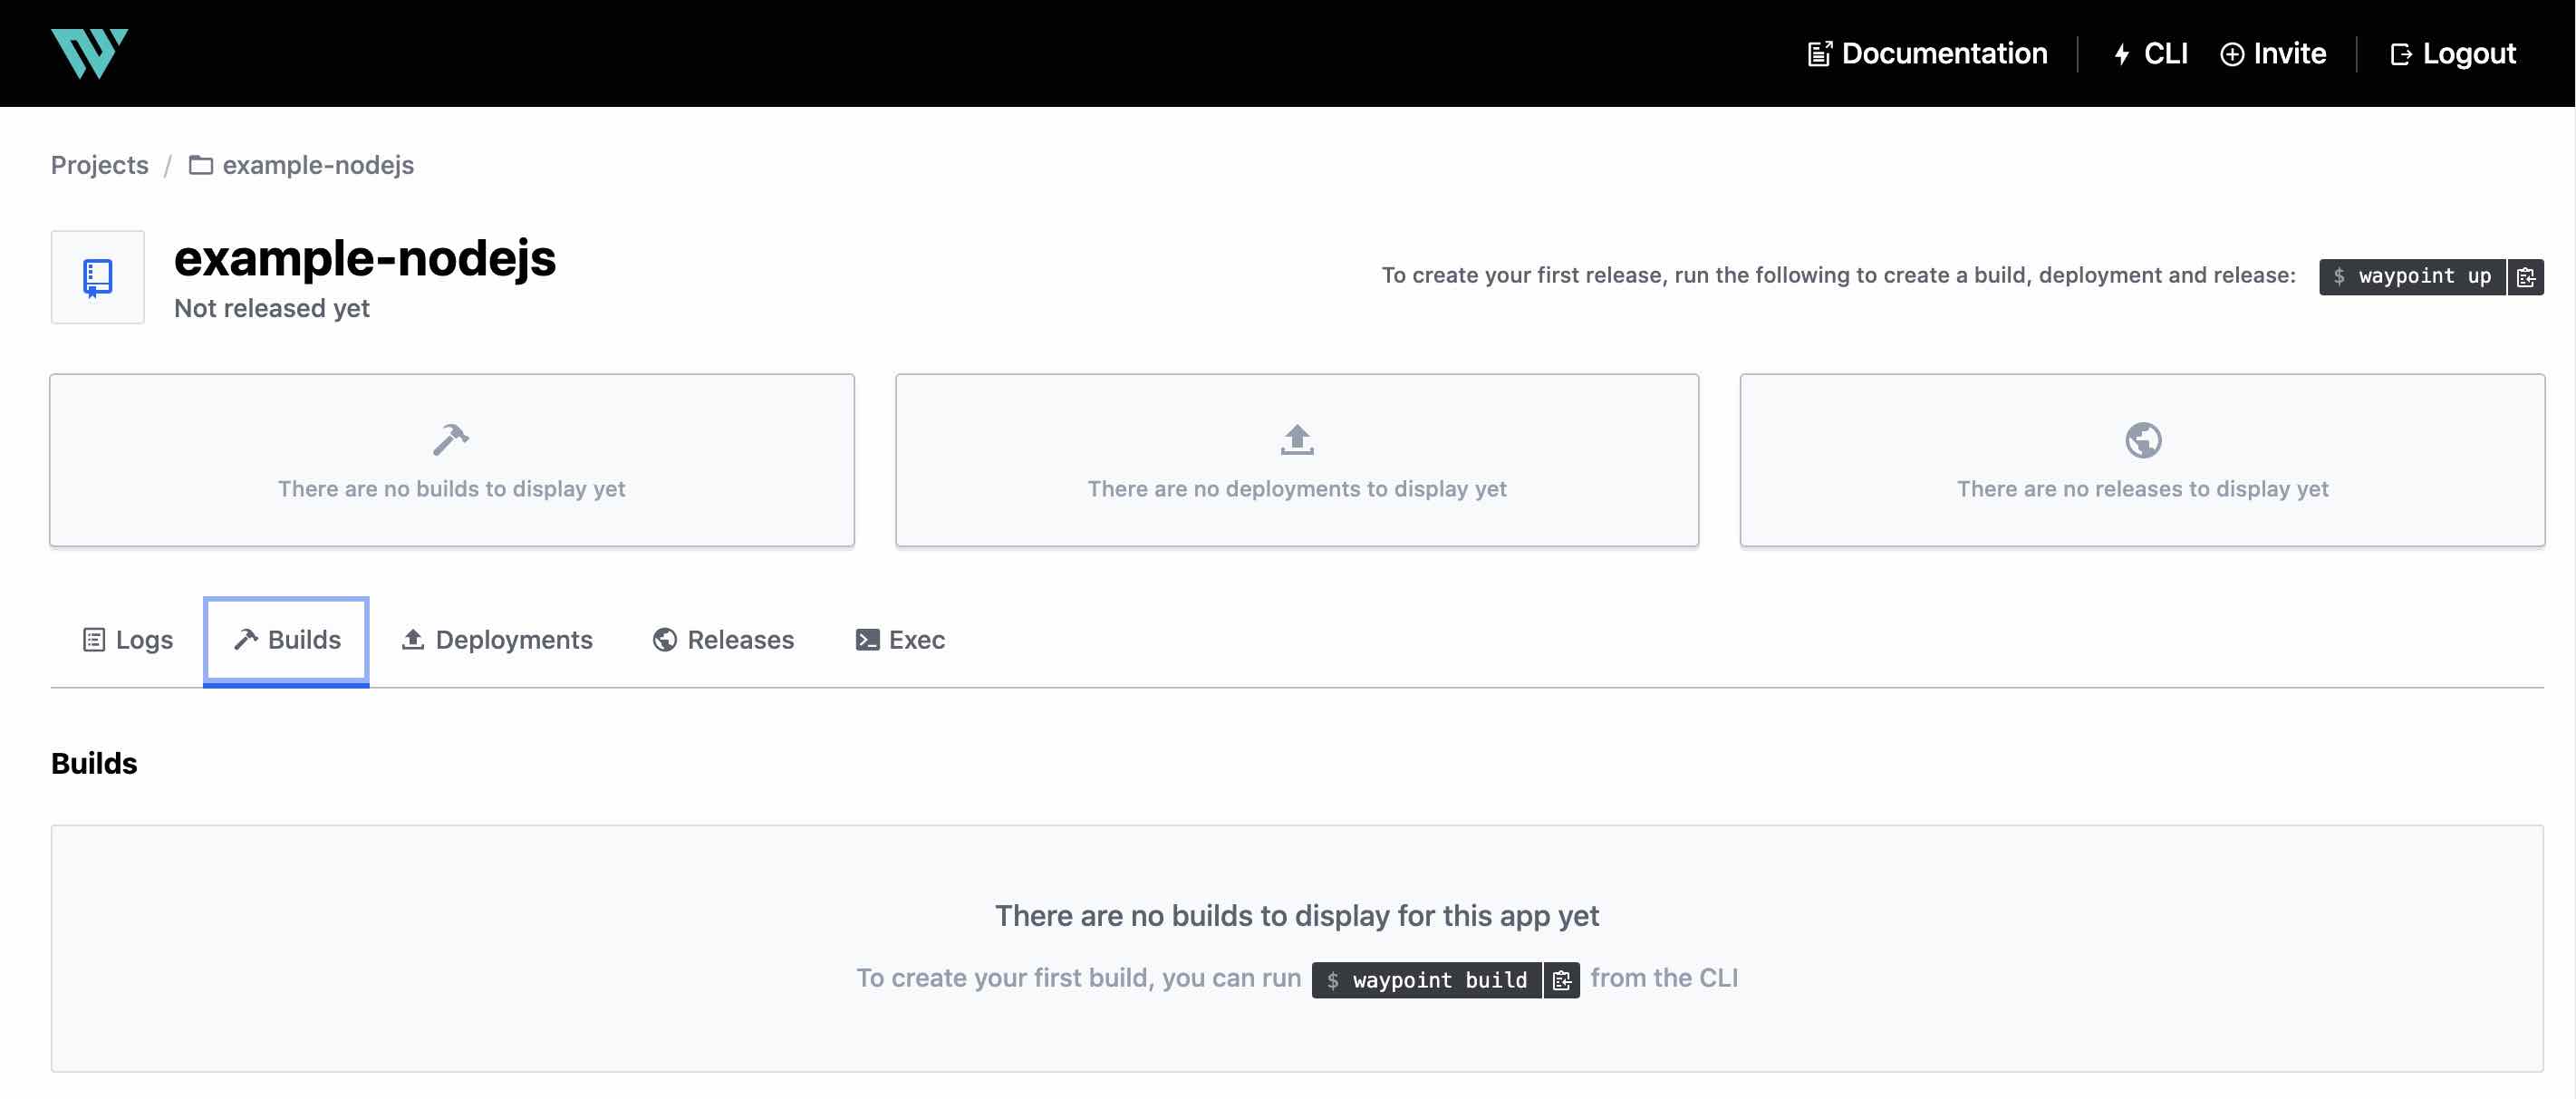 Documentation CLI Invite Logout
Projects / example-nodejs
example-nodejs
Not released yet
To create your first release, run the following to create a build, deployment and release: $ waypoint up
There are no builds to display yet
There are no deployments to display yet
There are no releases to display yet
Logs Builds Deployments Releases Exec
Builds
There are no builds to display for this app yet
To create your first build, you can run $ waypoint build from the CLI